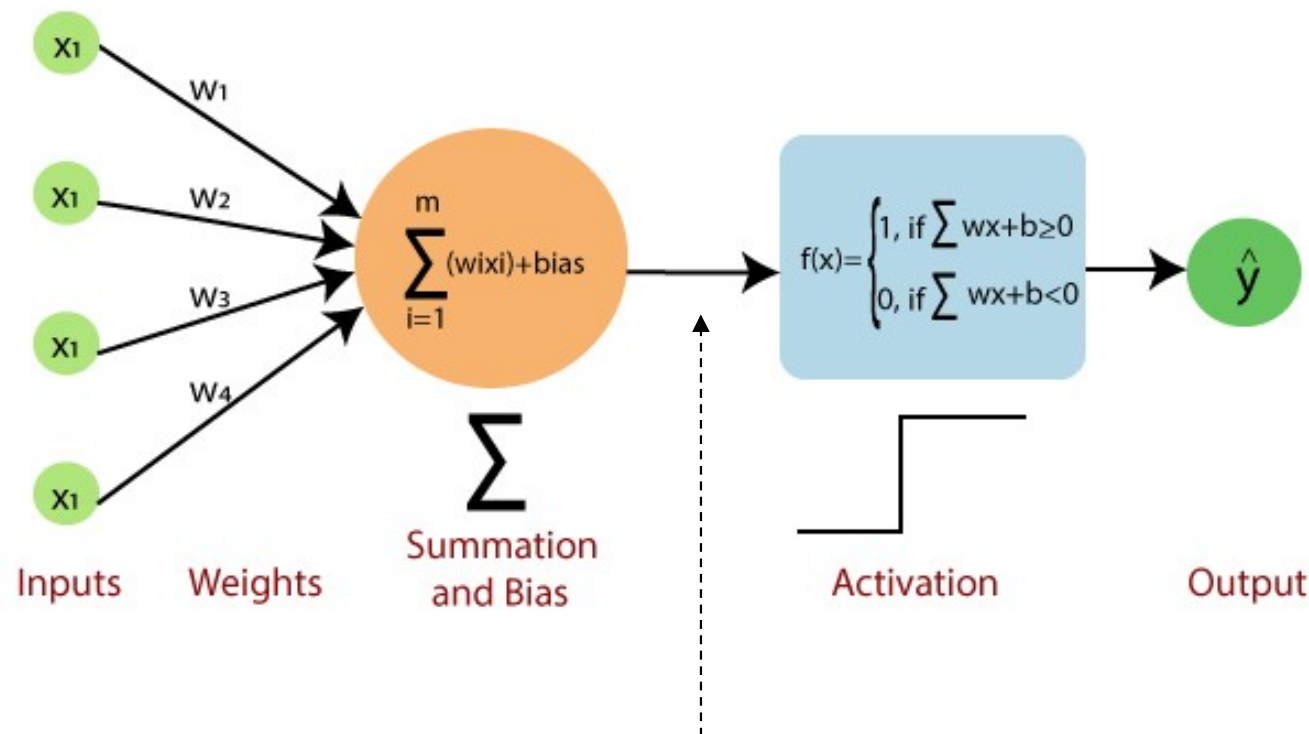 x1
x1
x1
x1
w1
w2
w3
w4
m
∑(wixi)+bias
i=1
∑
f(x)={1, if ∑ wx+b≥0
0, if ∑ wx+b<0
ŷ
Inputs
Weights
Summation
and Bias
Activation
Output